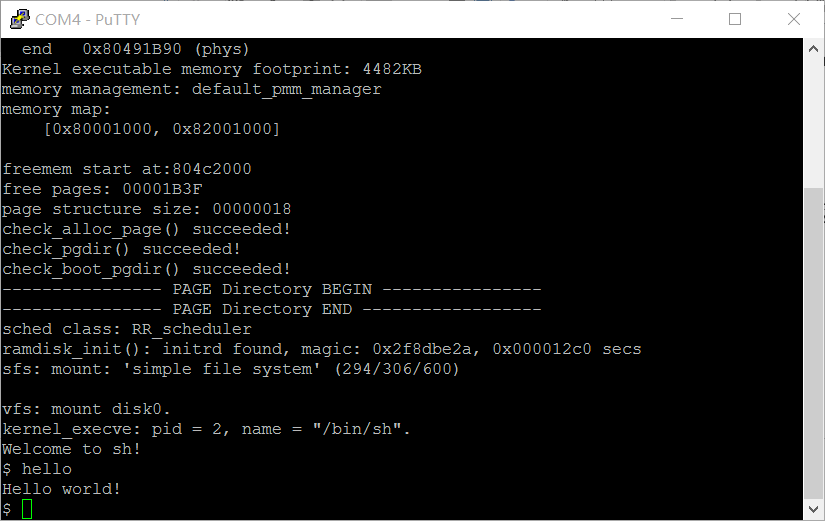 COM4 - PuTTY
end 0x80491B90 (phys)
Kernel executable memory footprint: 4482KB
memory management: default_pmm_manager
memory map:
[0x80001000, 0x82001000]
freemem start at:804c2000
free pages: 00001B3F
page structure size: 00000018
check_alloc_page() succeeded!
check_pgdir() succeeded!
check_boot_pgdir() succeeded!
---------------- PAGE Directory BEGIN ----------------
---------------- PAGE Directory END ------------------
sched class: RR_scheduler
ramdisk_init(): initrd found, magic: 0x2f8dbe2a, 0x000012c0 secs
sfs: mount: 'simple file system' (294/306/600)
vfs: mount disk0.
kernel_execve: pid = 2, name = "/bin/sh".
Welcome to sh!
$ hello
Hello world!
$